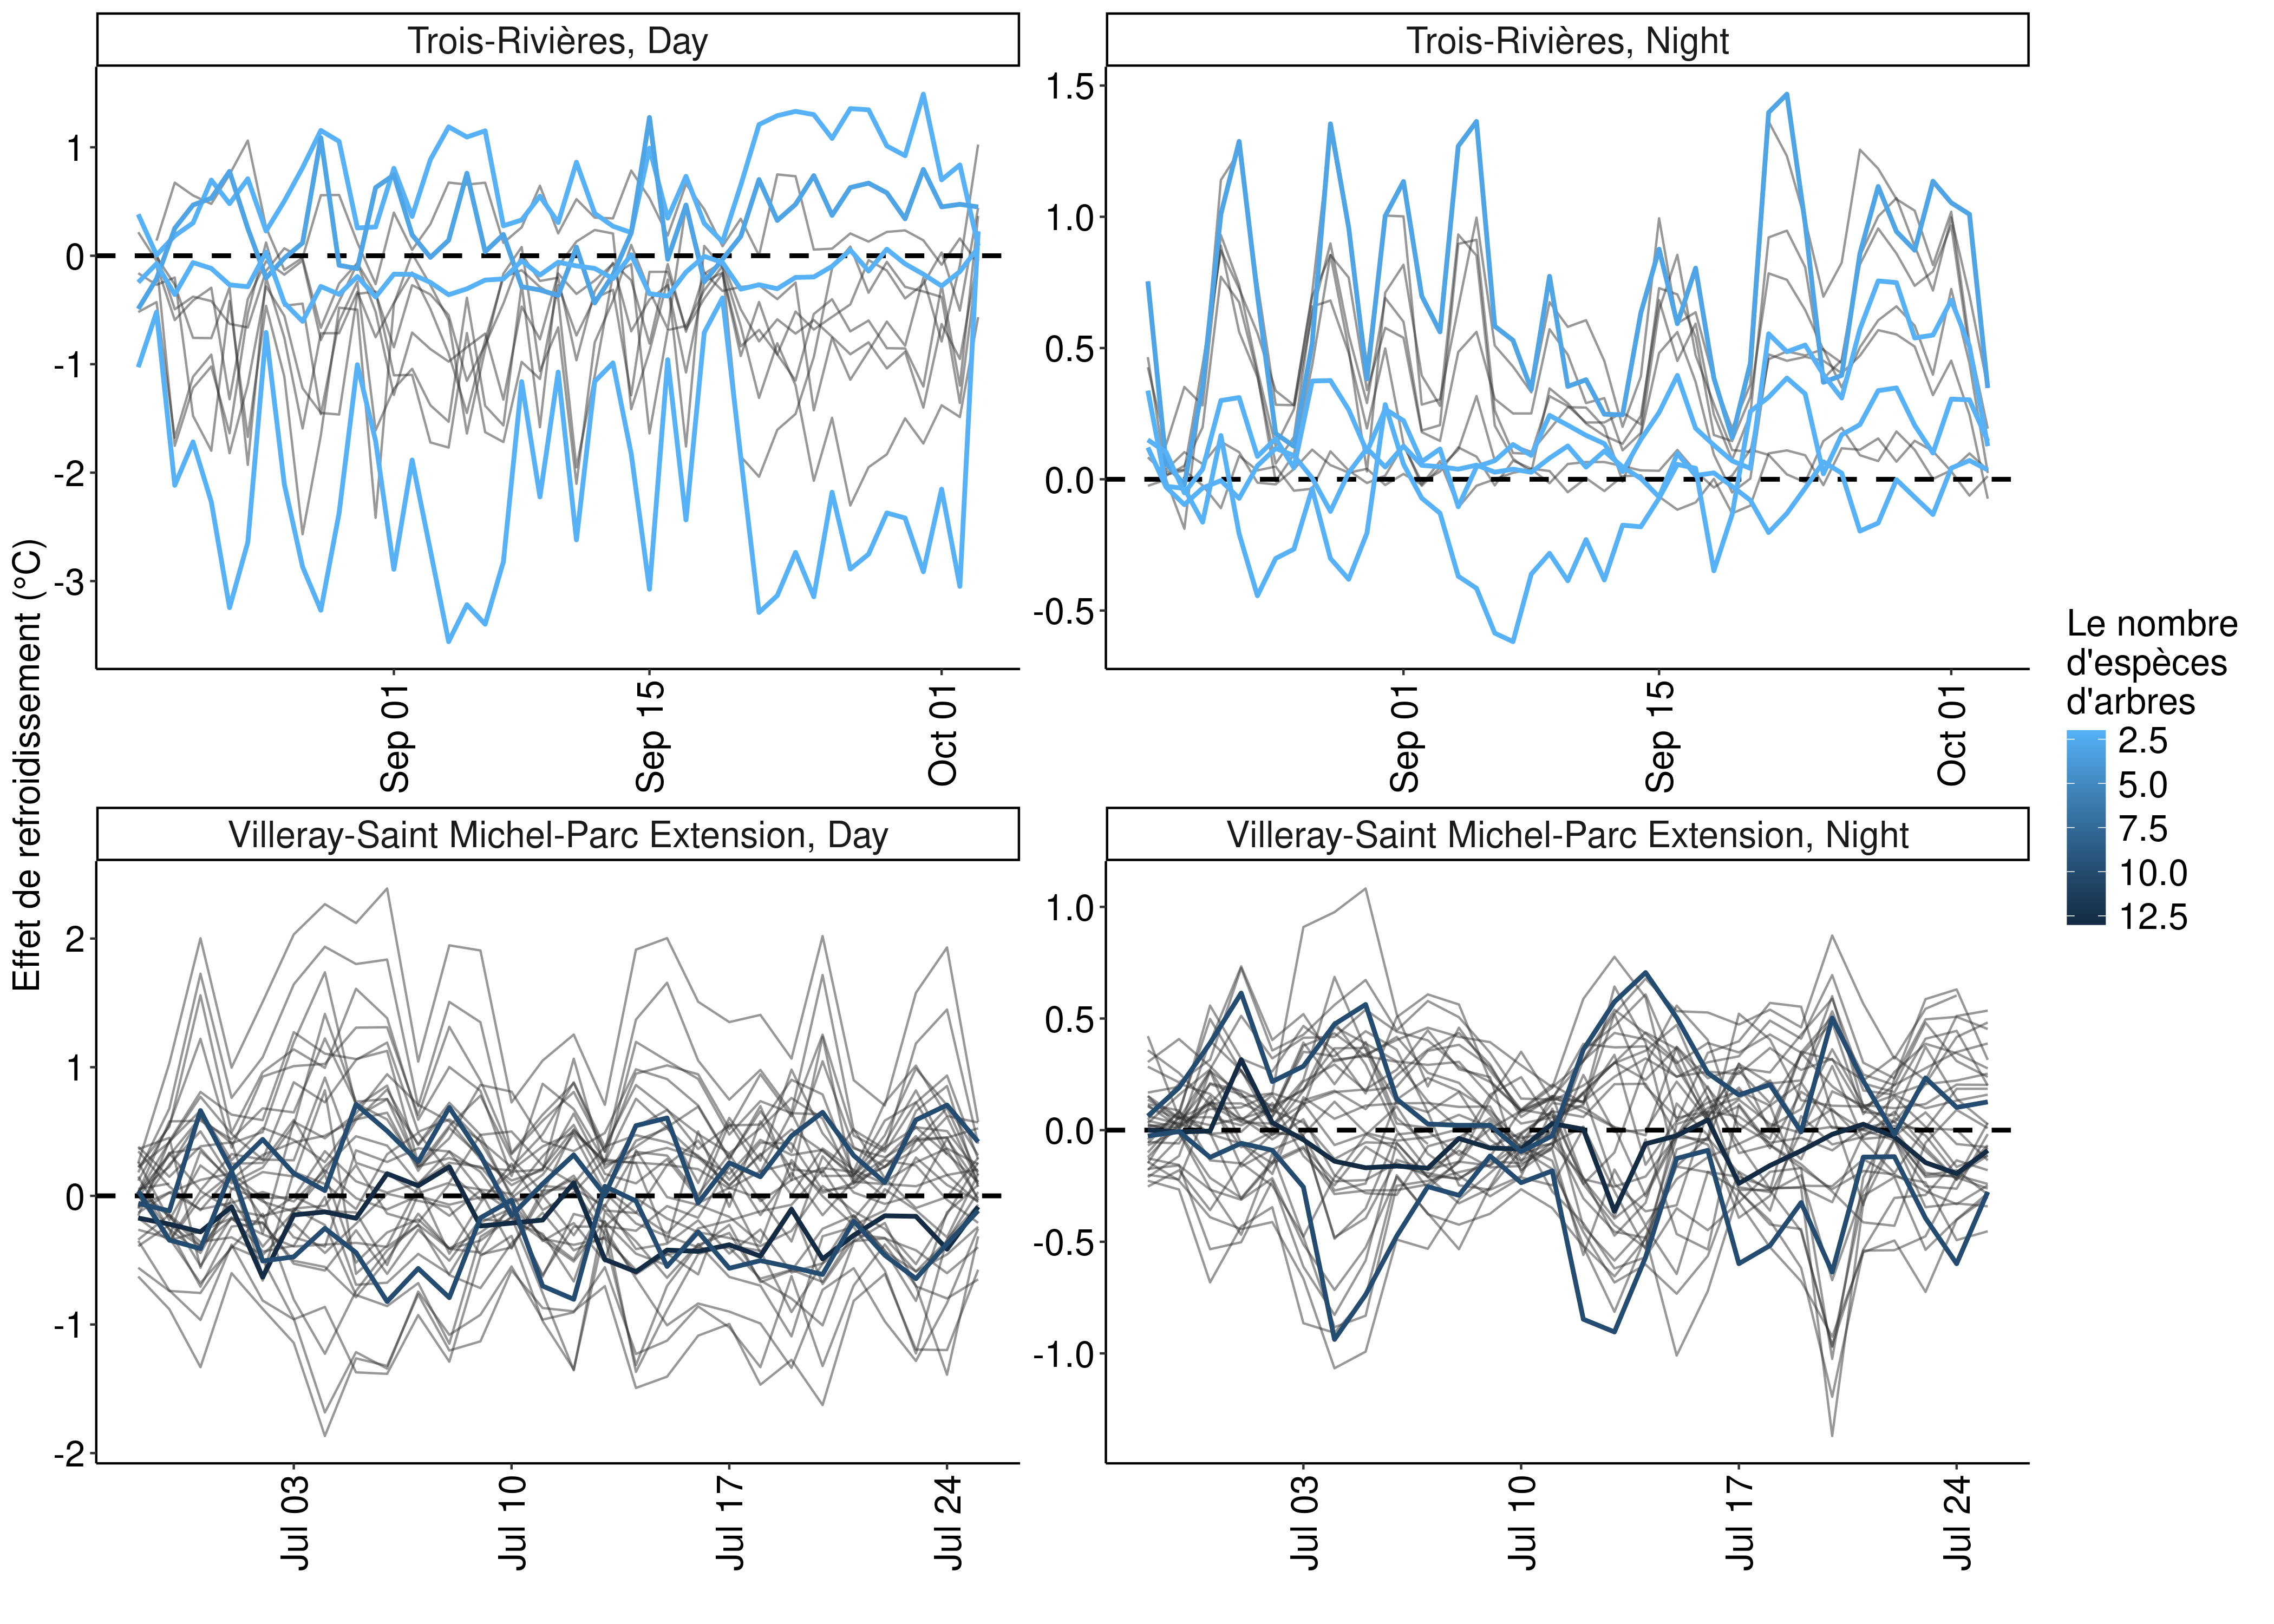 Trois-Rivières, Day
Trois-Rivières, Night
Effet de refroidissement (°C)
1
0
-1
-2
-3
Sep 01
Sep 15
Oct 01
1.5
1.0
0.5
0.0
-0.5
Sep 01
Sep 15
Oct 01
Villeray-Saint Michel-Parc Extension, Day
Villeray-Saint Michel-Parc Extension, Night
2
1
0
-1
-2
Jul 03
Jul 10
Jul 17
Jul 24
1.0
0.5
0.0
-0.5
-1.0
Jul 03
Jul 10
Jul 17
Jul 24
Le nombre
d'espèces
d'arbres
2.5
5.0
7.5
10.0
12.5